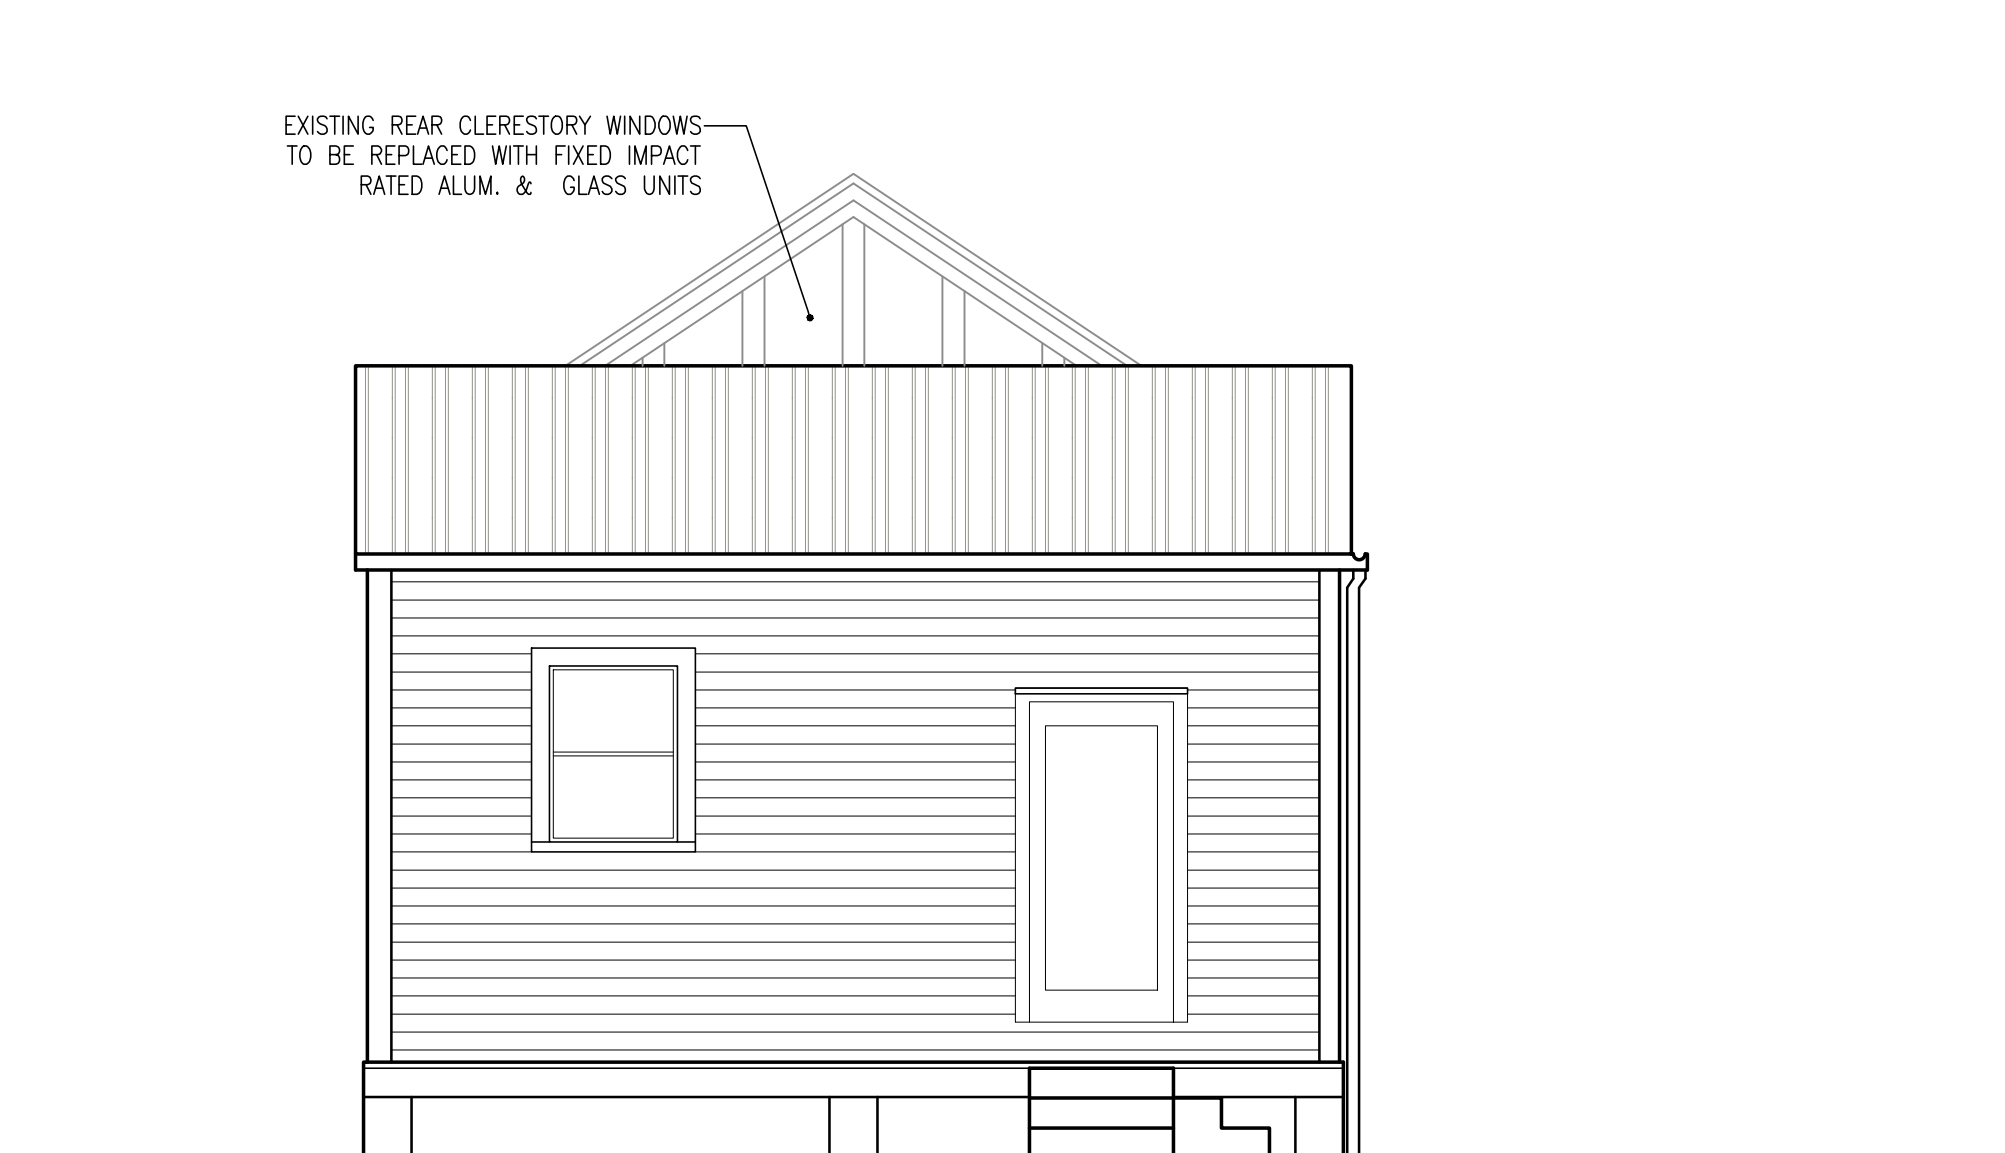 EXISTING REAR CLERESTORY WINDOWS
TO BE REPLACED WITH FIXED IMPACT
RATED ALUM. & GLASS UNITS